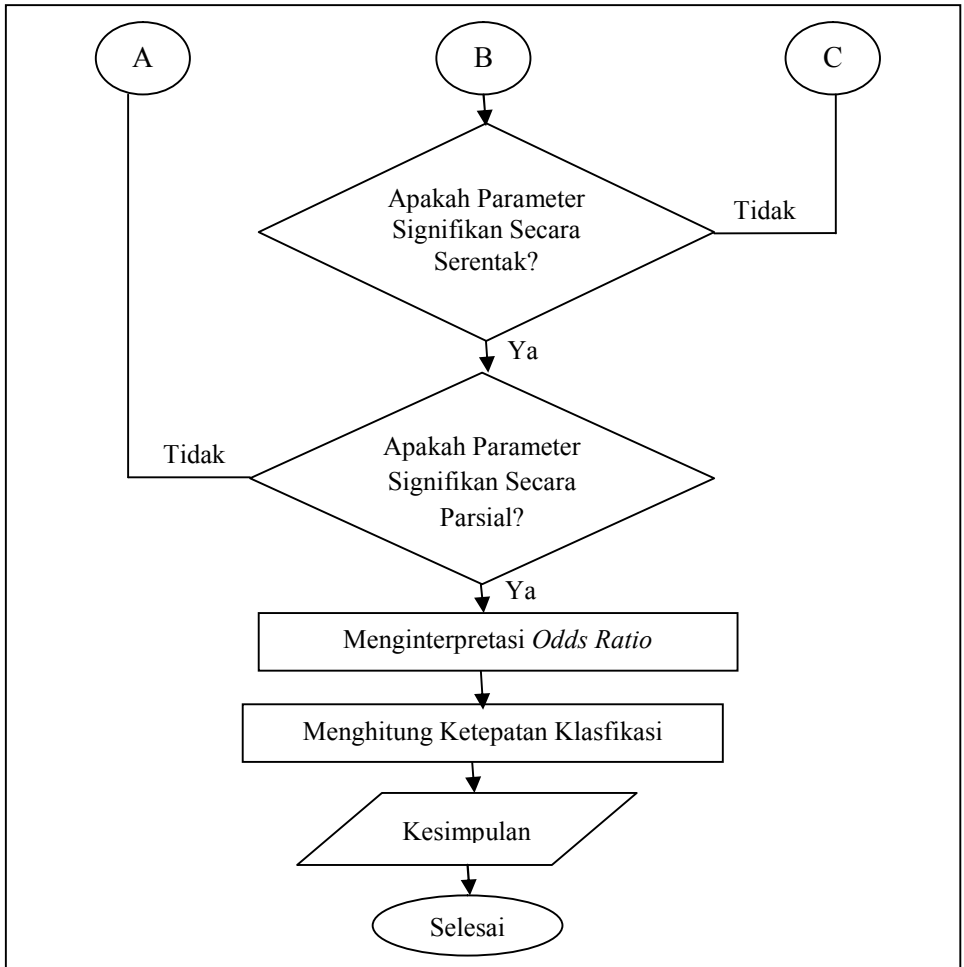 A
B
C
Apakah Parameter
Signifikan Secara
Serentak?
Tidak
Ya
Apakah Parameter
Signifikan Secara
Parsial?
Tidak
Ya
Menginterpretasi Odds Ratio
Menghitung Ketepatan Klasfikasi
Kesimpulan
Selesai